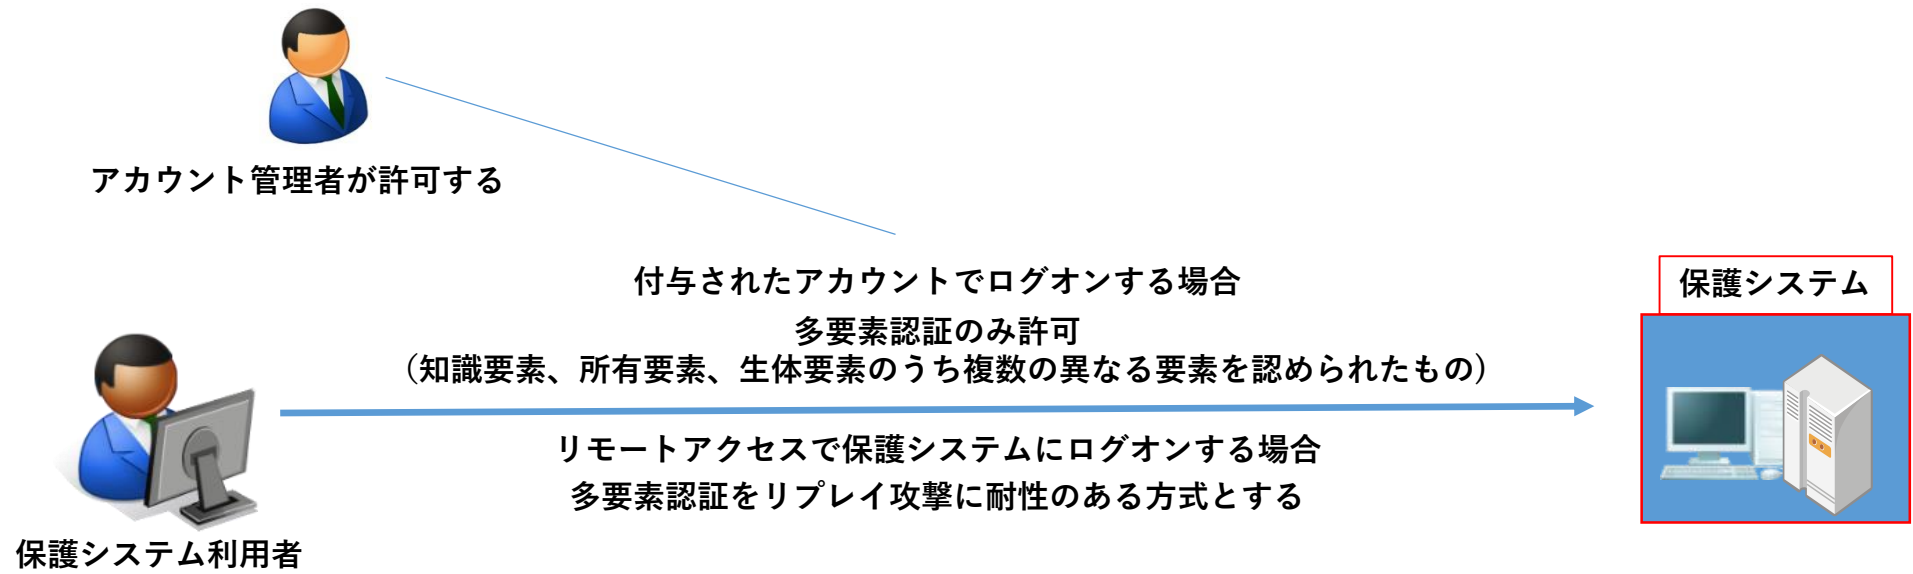 アカウント管理者が許可する
付与されたアカウントでログオンする場合
多要素認証のみ許可
（知識要素、所有要素、生体要素のうち複数の異なる要素を認められたもの）
保護システム
リモートアクセスで保護システムにログオンする場合
多要素認証をリプレイ攻撃に耐性のある方式とする
保護システム利用者